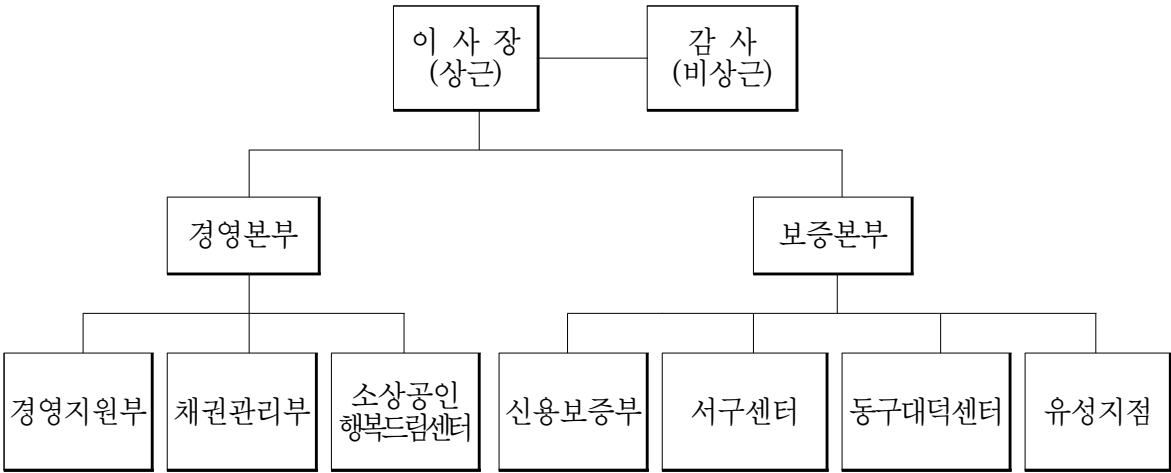 이 사 장
(상근)
감 사
(비상근)
경영본부
보증본부
경영지원부
채권관리부
소상공인
행복드림센터
신용보증부
서구센터
동구대덕센터
유성지점